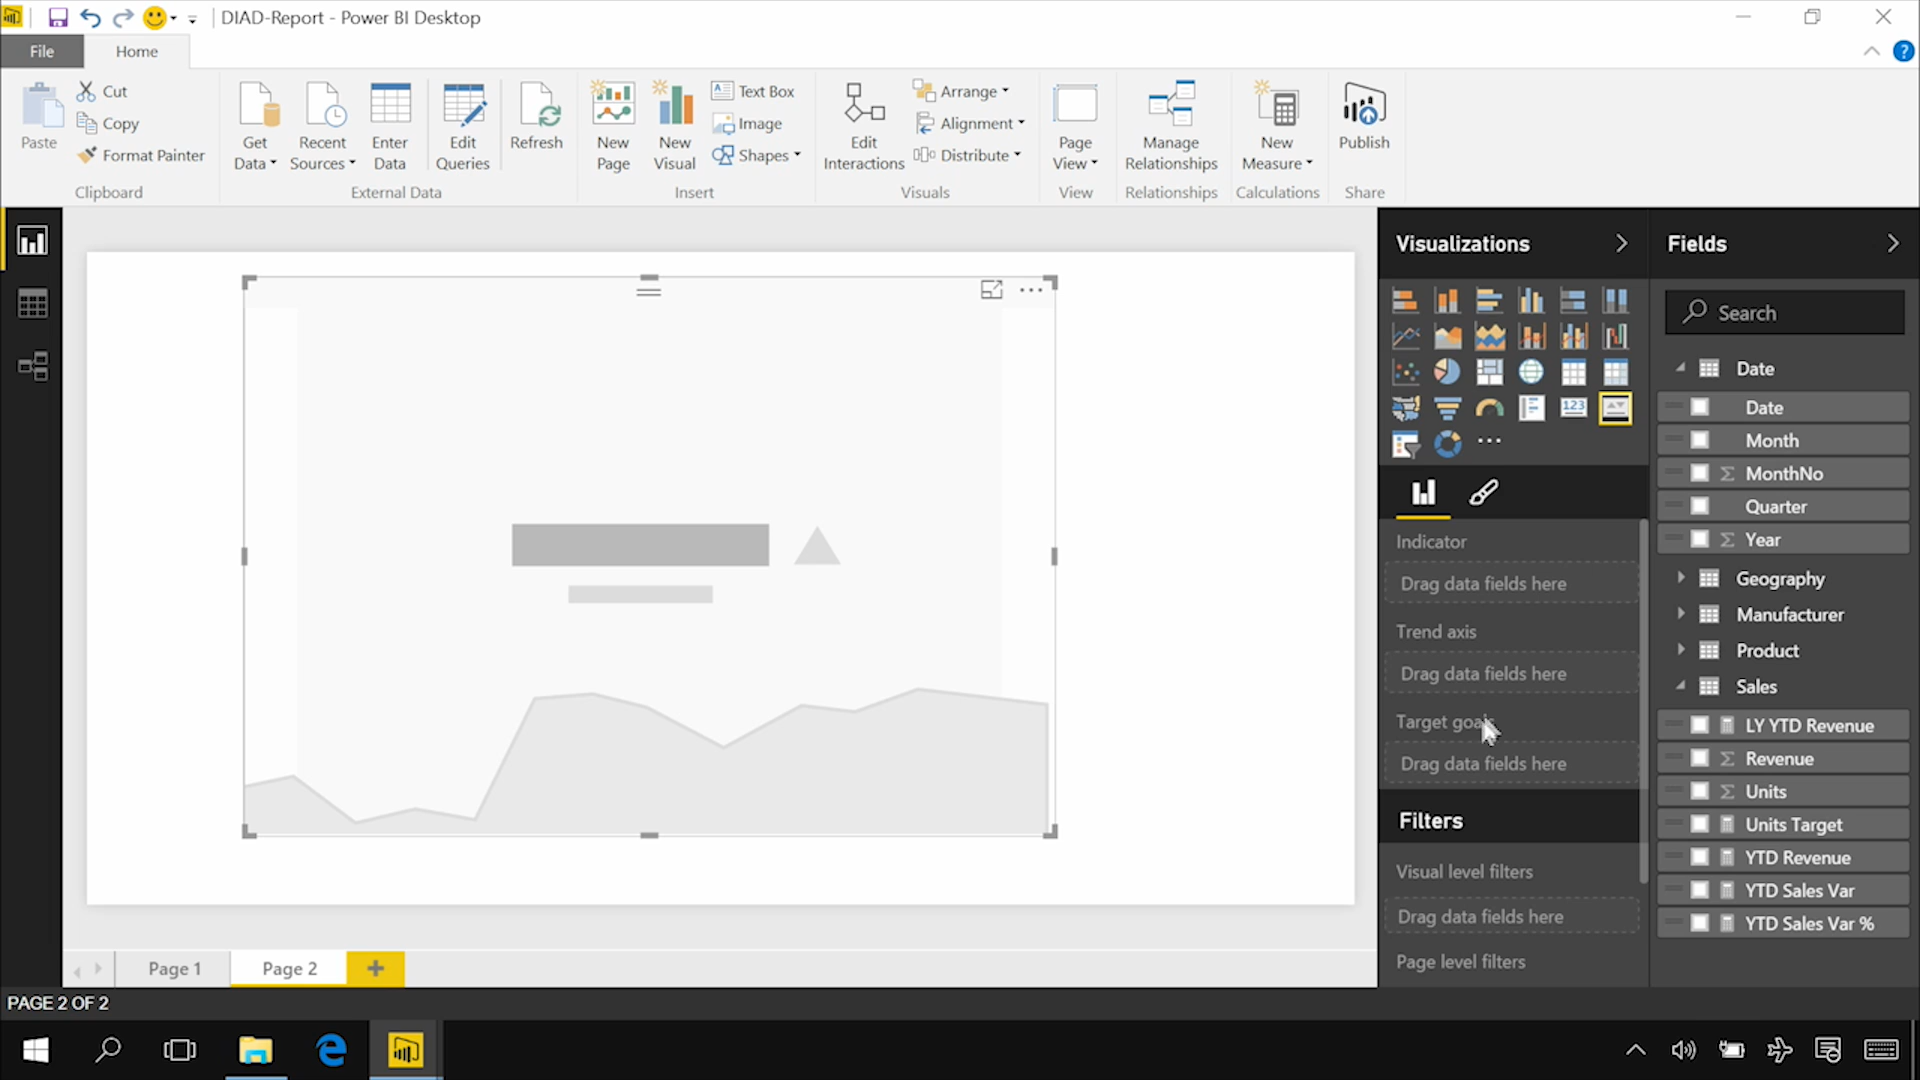 DIAD-Report - Power BI Desktop
File
Home
?
Paste
Cut
Copy
Format Painter
Clipboard
Get Data
Recent Sources
Enter Data
Edit Queries
External Data
Refresh
New Page
New Visual
Text Box
Image
Shapes
Insert
Edit Interactions
Arrange
Alignment
Distribute
Visuals
Page View
View
Manage Relationships
Relationships
New Measure
Calculations
Publish
Share
Visualizations
123
Indicator
Drag data fields here
Trend axis
Drag data fields here
Target goals
Drag data fields here
Filters
Visual level filters
Drag data fields here
Page level filters
Fields
Search
Date
Date
Month
MonthNo
Quarter
Year
Geography
Manufacturer
Product
Sales
LY YTD Revenue
Revenue
Units
Units Target
YTD Revenue
YTD Sales Var
YTD Sales Var %
Page 1
Page 2
PAGE 2 OF 2